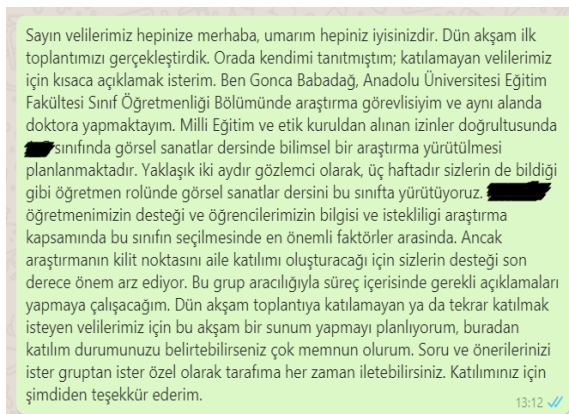 Sayın velilerimiz hepinize merhaba, umarım hepiniz iyisinizdir. Dün akşam ilk
toplantımızı gerçekleştirdik. Orada kendimi tanıtmıştım; katılamayan velilerimiz
için kısaca açıklamak isterim. Ben Gonca Babadağ, Anadolu Üniversitesi Eğitim
Fakültesi Sınıf Öğretmenliği Bölümünde araştırma görevlisiyim ve aynı alanda
doktora yapmaktayım. Milli Eğitim ve etik kuruldan alınan izinler doğrultusunda
sınıfında görsel sanatlar dersinde bilimsel bir araştırma yürütülmesi
planlanmaktadır. Yaklaşık iki aydır gözlemci olarak, üç haftadır sizlerin de bildiği
gibi öğretmen rolünde görsel sanatlar dersini bu sınıfta yürütüyoruz.
öğretmenimizin desteği ve öğrencilerimizin bilgisi ve istekliligi araştırma
kapsamında bu sınıfın seçilmesinde en önemli faktörler arasında. Ancak
araştırmanın kilit noktasını aile katılımı oluşturacağı için sizlerin desteği son
derece önem arz ediyor. Bu grup aracılığıyla süreç içerisinde gerekli açıklamaları
yapmaya çalışacağım. Dün akşam toplantıya katılamayan ya da tekrar katılmak
isteyen velilerimiz için bu akşam bir sunum yapmayı planlıyorum, buradan
katılım durumunuzu belirtebilirseniz çok memnun olurum. Soru ve önerilerinizi
ister gruptan ister özel olarak tarafıma her zaman iletebilirsiniz. Katılımınız için
şimdiden teşekkür ederim.
13:12